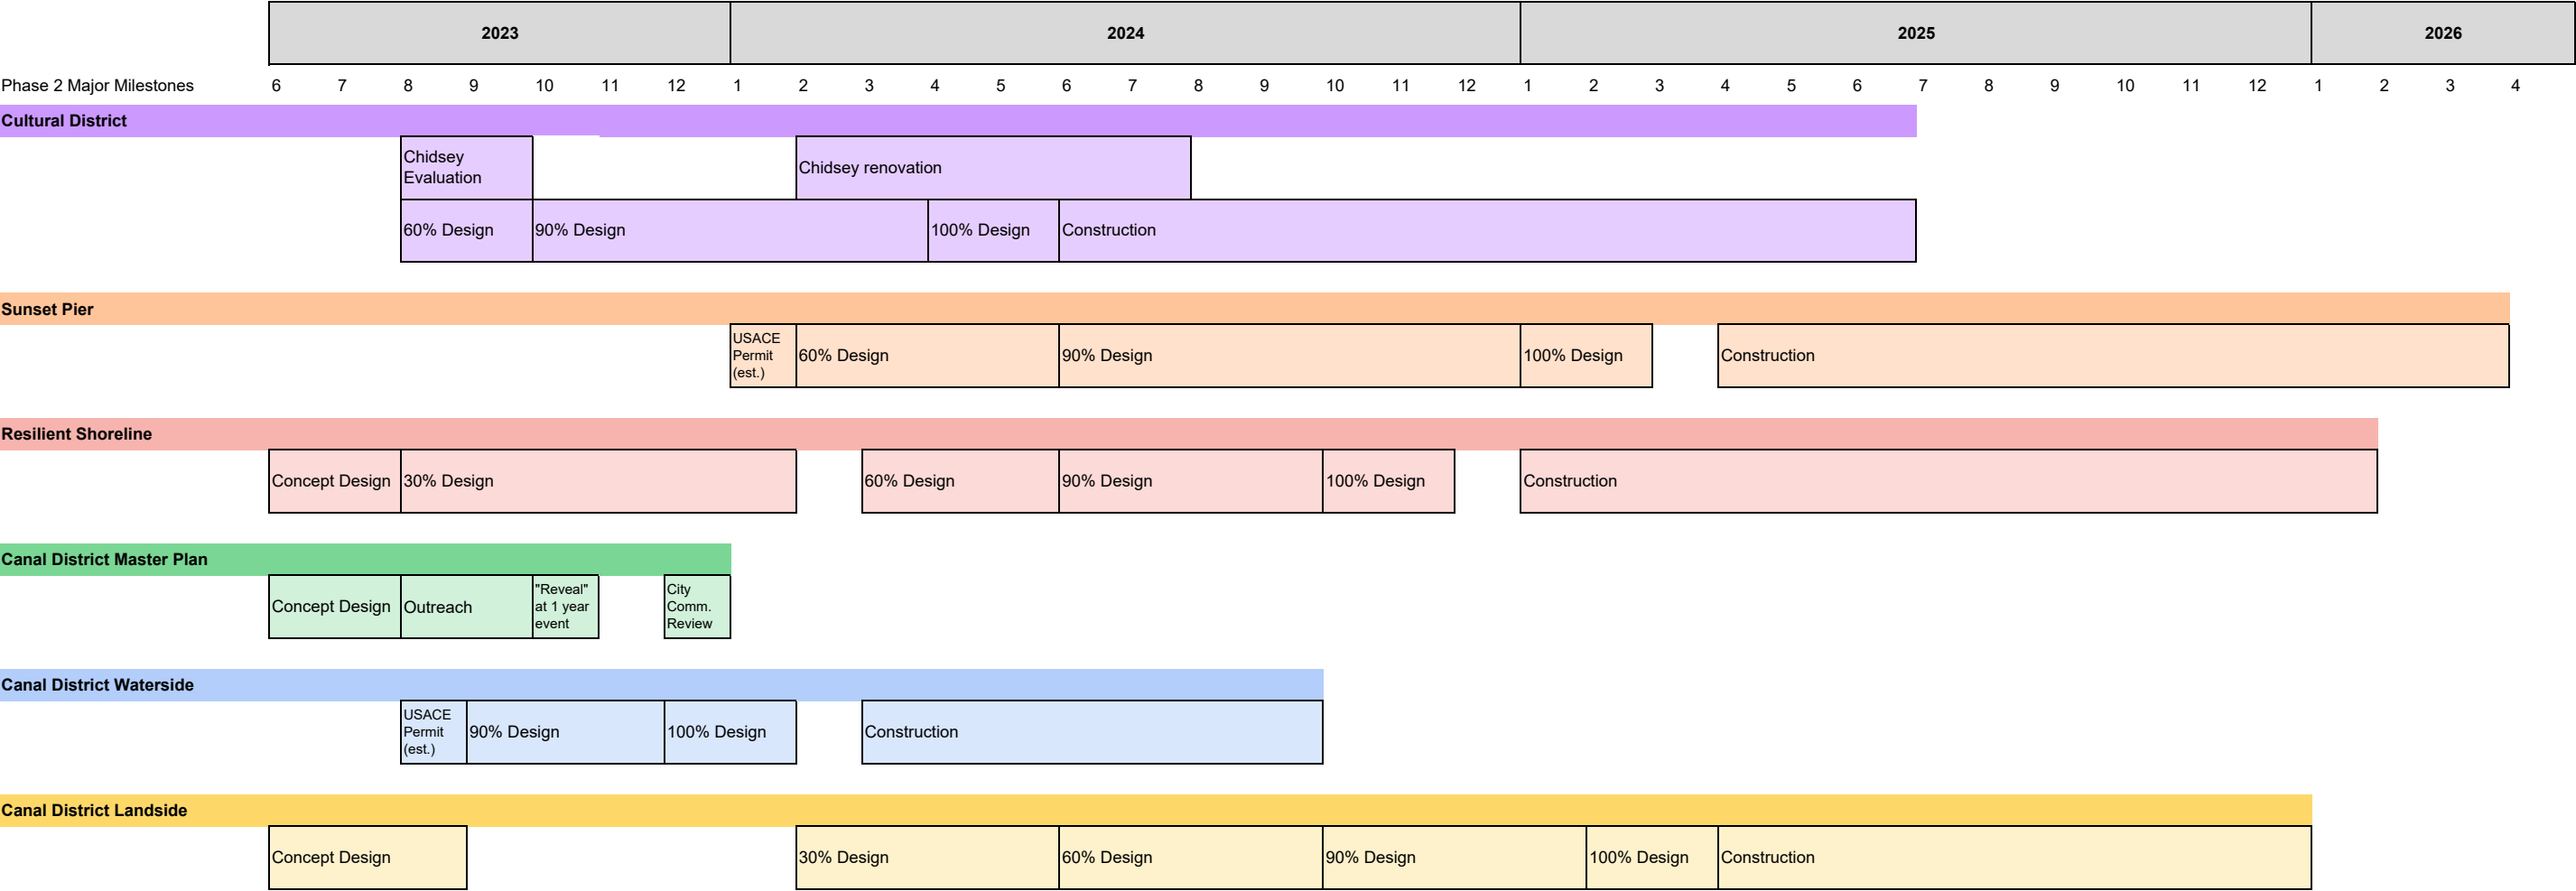 2023 2024 2025 2026
Phase 2 Major Milestones 6 7 8 9 10 11 12 1 2 3 4 5 6 7 8 9 10 11 12 1 2 3 4 5 6 7 8 9 10 11 12 1 2 3 4
Cultural District
Chidsey
Evaluation
Chidsey renovation
60% Design 90% Design 100% Design Construction
Sunset Pier
USACE
Permit
(est.)
60% Design 90% Design 100% Design Construction
Resilient Shoreline
Concept Design 30% Design 60% Design 90% Design 100% Design Construction
Canal District Master Plan
Concept Design Outreach
"Reveal"
at 1 year
event
City
Comm.
Review
Canal District Waterside
USACE
Permit
(est.)
90% Design 100% Design Construction
Canal District Landside
Concept Design 30% Design 60% Design 90% Design 100% Design Construction